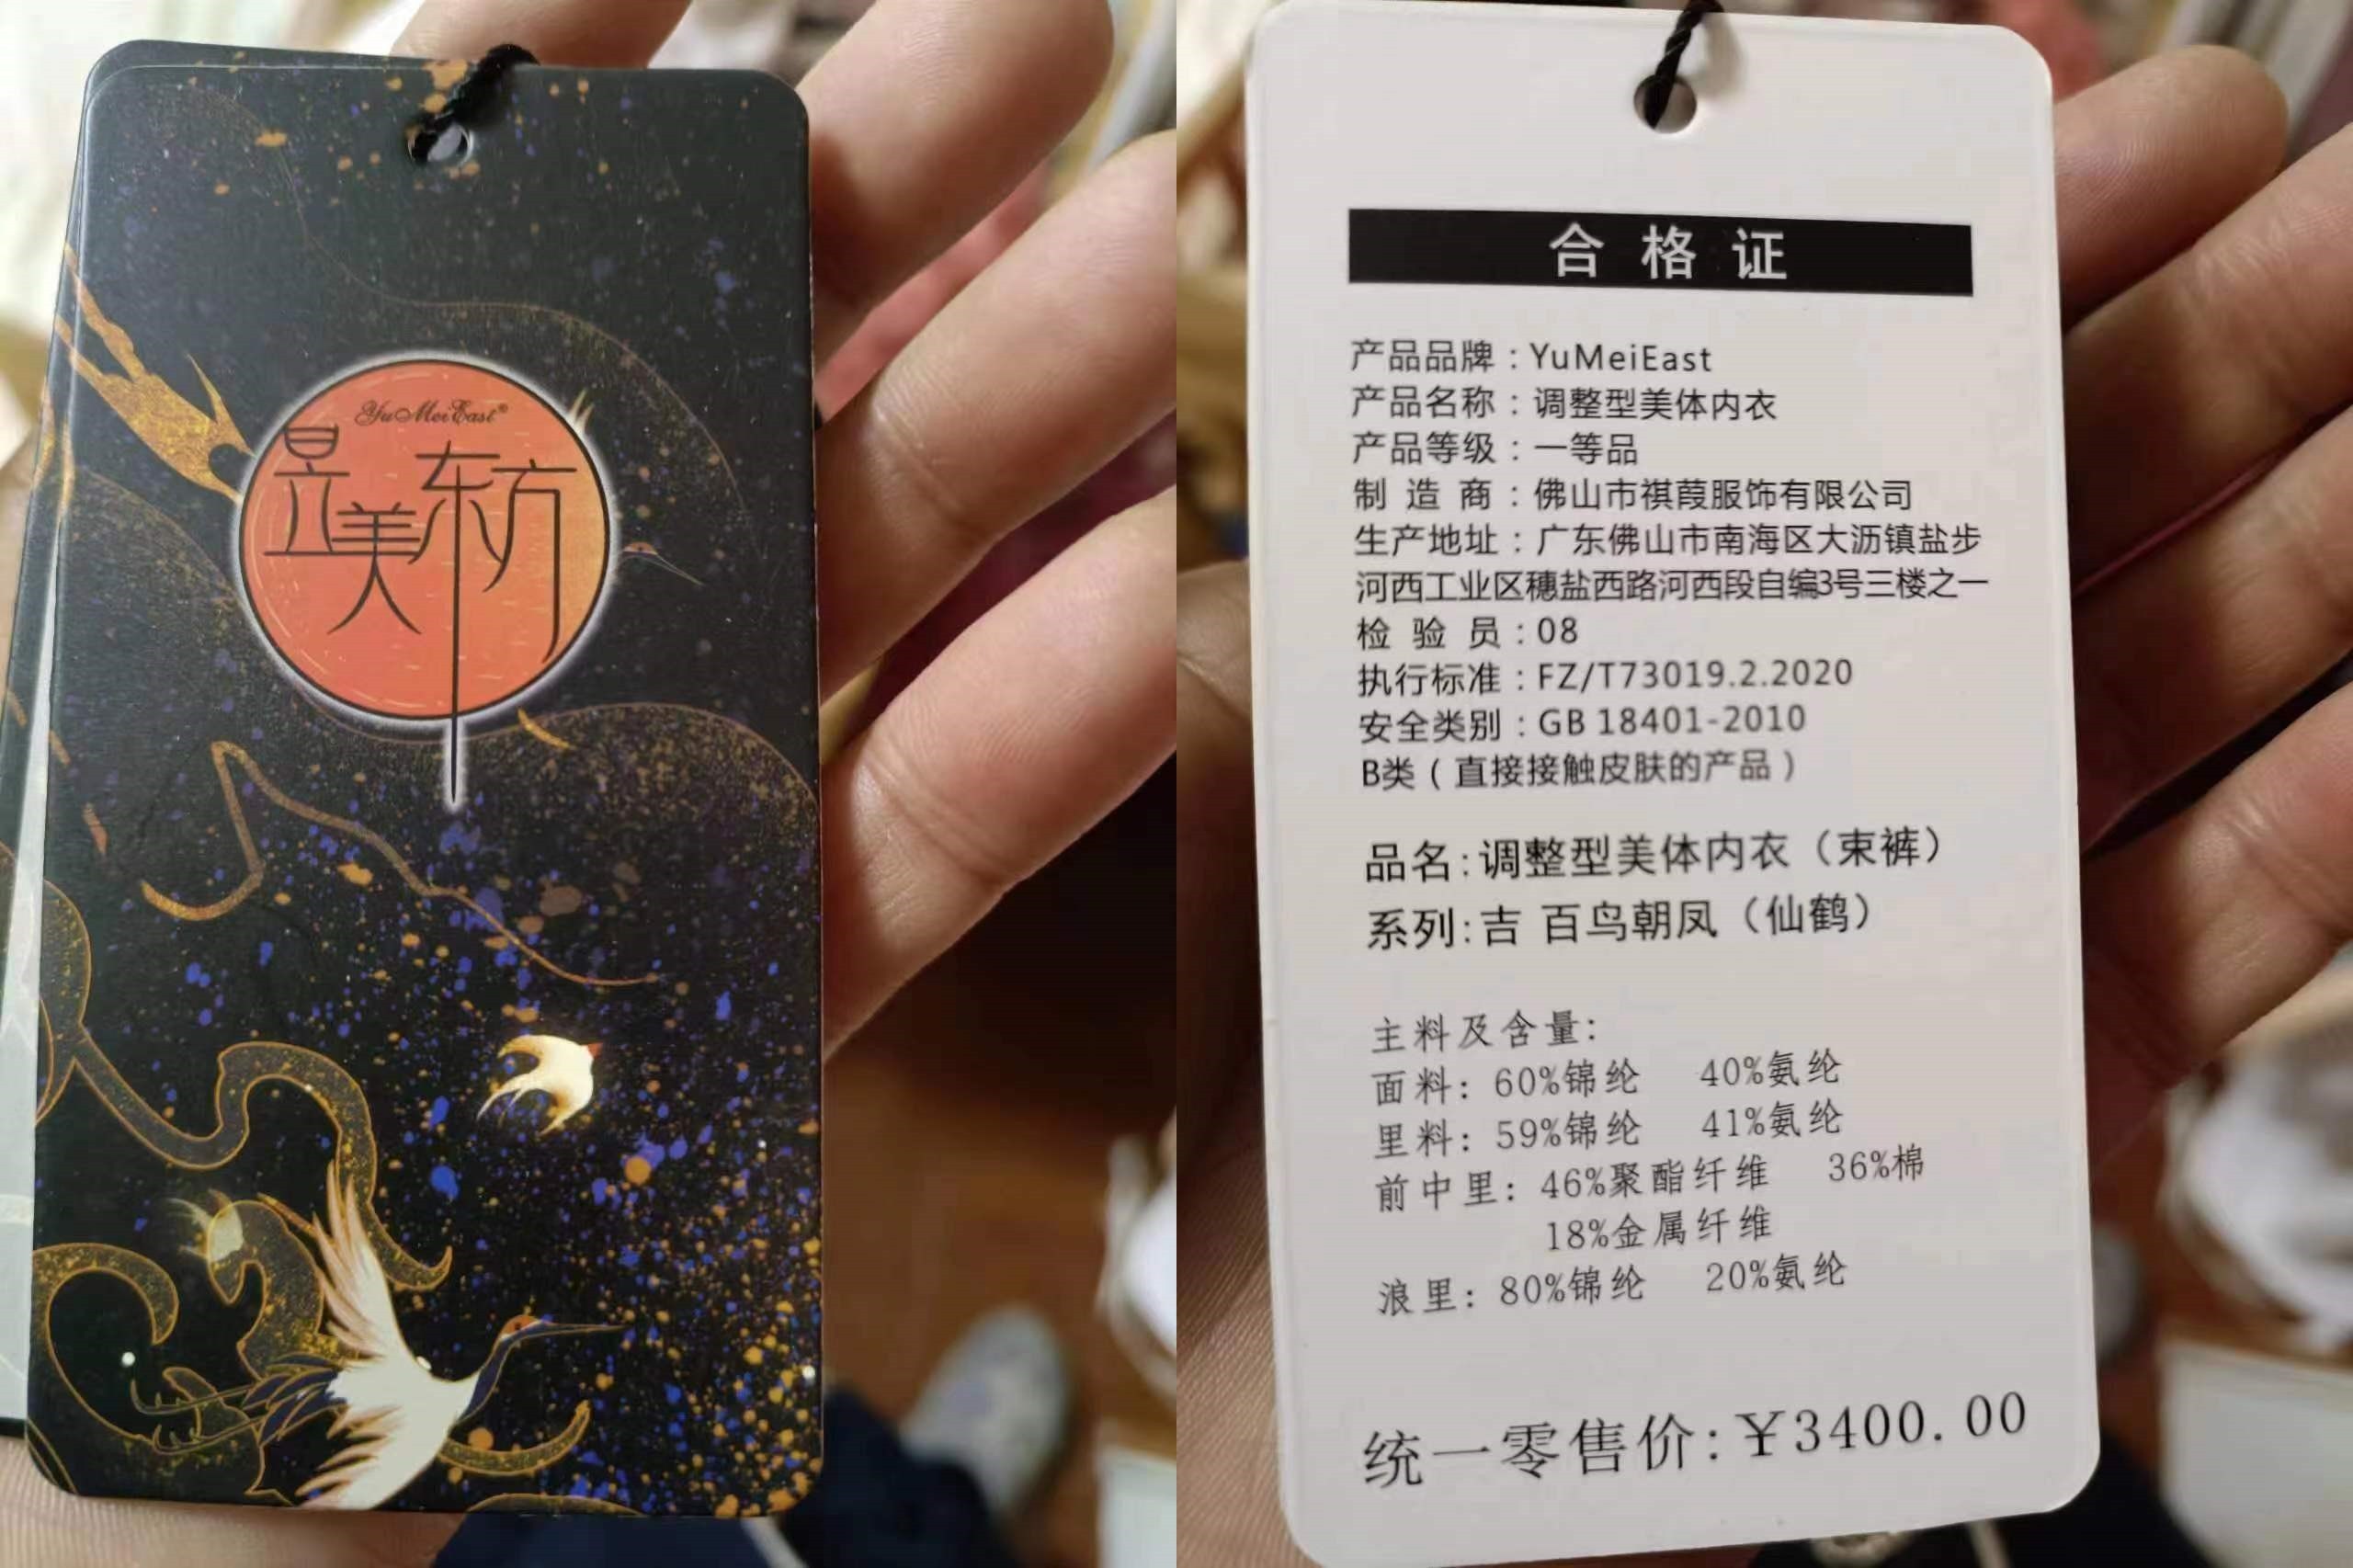 YuMeiEast®
昱美东方
合格证
产品品牌：YuMeiEast
产品名称：调整型美体内衣
产品等级：一等品
制造商：佛山市祺葭服饰有限公司
生产地址：广东佛山市南海区大沥镇盐步
河西工业区穗盐西路河西段自编3号三楼之一
检验员：08
执行标准：FZ/T73019.2.2020
安全类别：GB 18401-2010
B类（直接接触皮肤的产品）
品名:调整型美体内衣（束裤）
系列:吉 百鸟朝凤（仙鹤）
主料及含量:
面料: 60%锦纶 40%氨纶
里料: 59%锦纶 41%氨纶
前中里: 46%聚酯纤维 36%棉
18%金属纤维
浪里: 80%锦纶 20%氨纶
统一零售价:￥3400.00